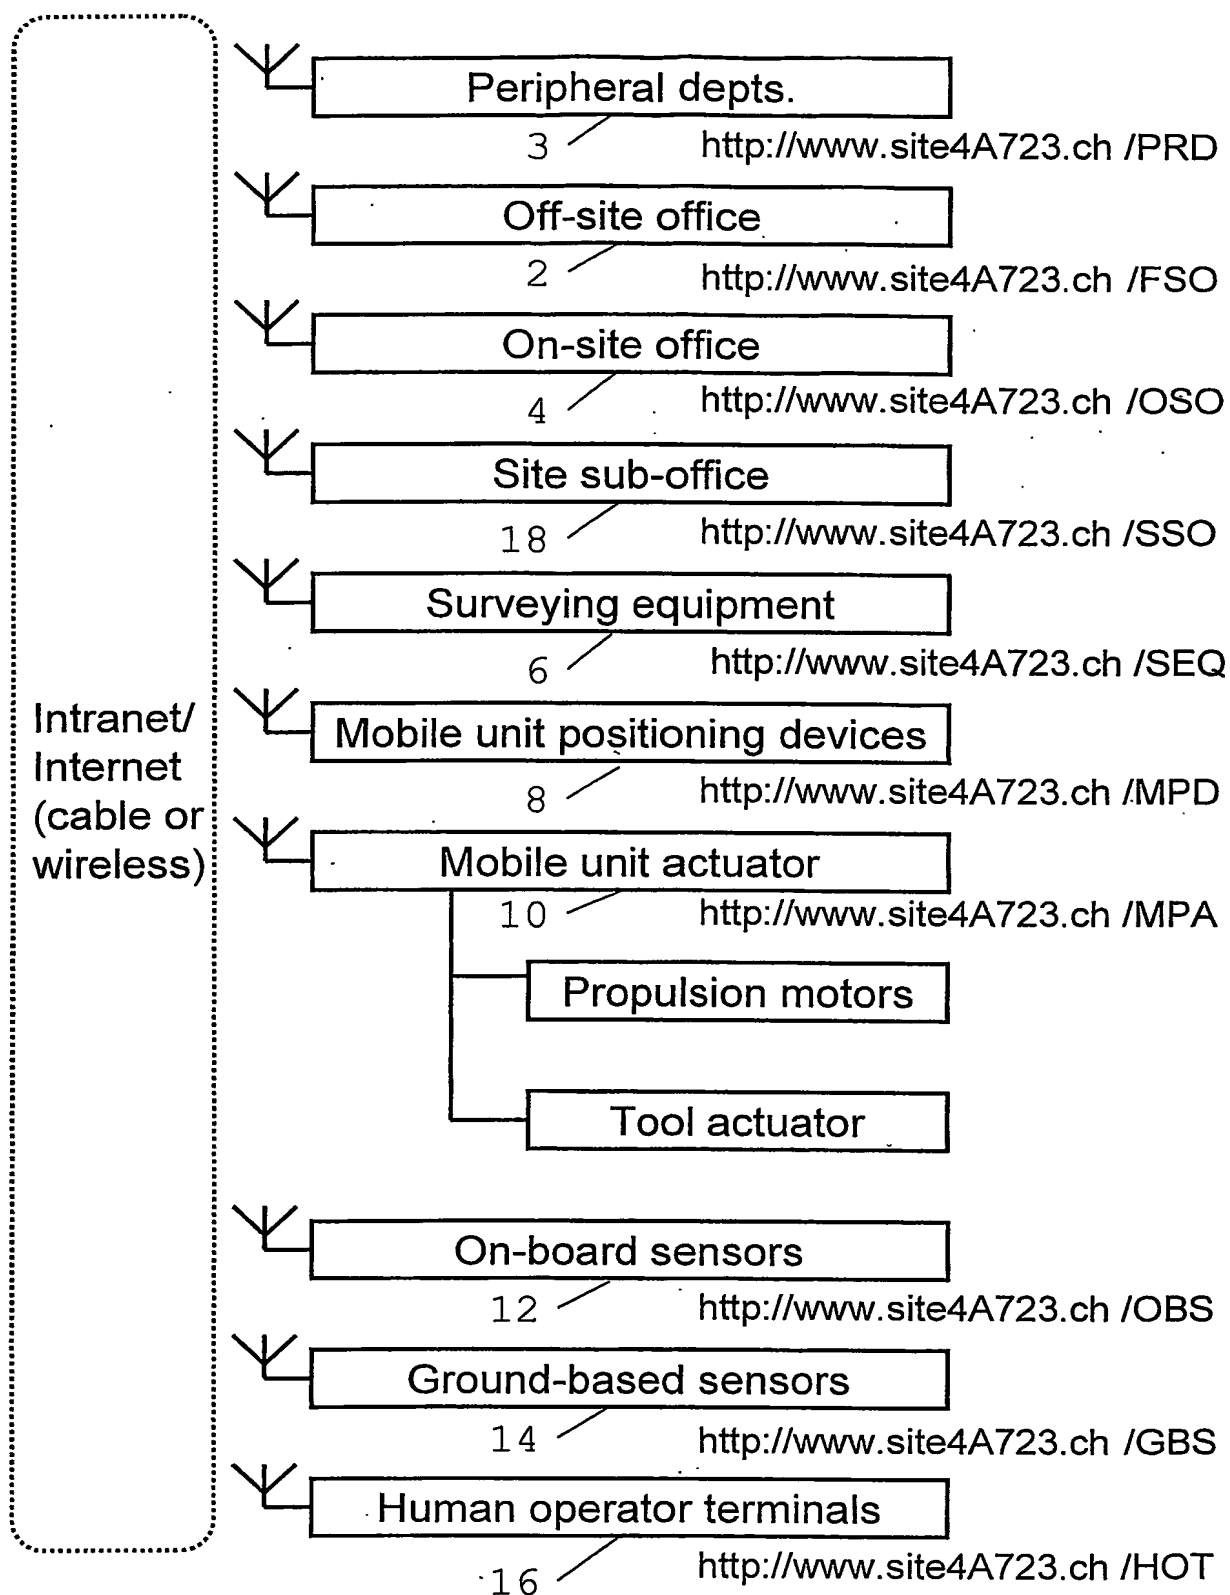 Peripheral depts.
3 http://www.site4A723.ch /PRD
Off-site office
2 http://www.site4A723.ch /FSO
On-site office
4 http://www.site4A723.ch /OSO
Site sub-office
18 http://www.site4A723.ch /SSO
Surveying equipment
6 http://www.site4A723.ch /SEQ
Intranet/
Internet
(cable or
wireless)
Mobile unit positioning devices
8 http://www.site4A723.ch /MPD
Mobile unit actuator
10 http://www.site4A723.ch /MPA
Propulsion motors
Tool actuator
On-board sensors
12 http://www.site4A723.ch /OBS
Ground-based sensors
14 http://www.site4A723.ch /GBS
Human operator terminals
16 http://www.site4A723.ch /HOT